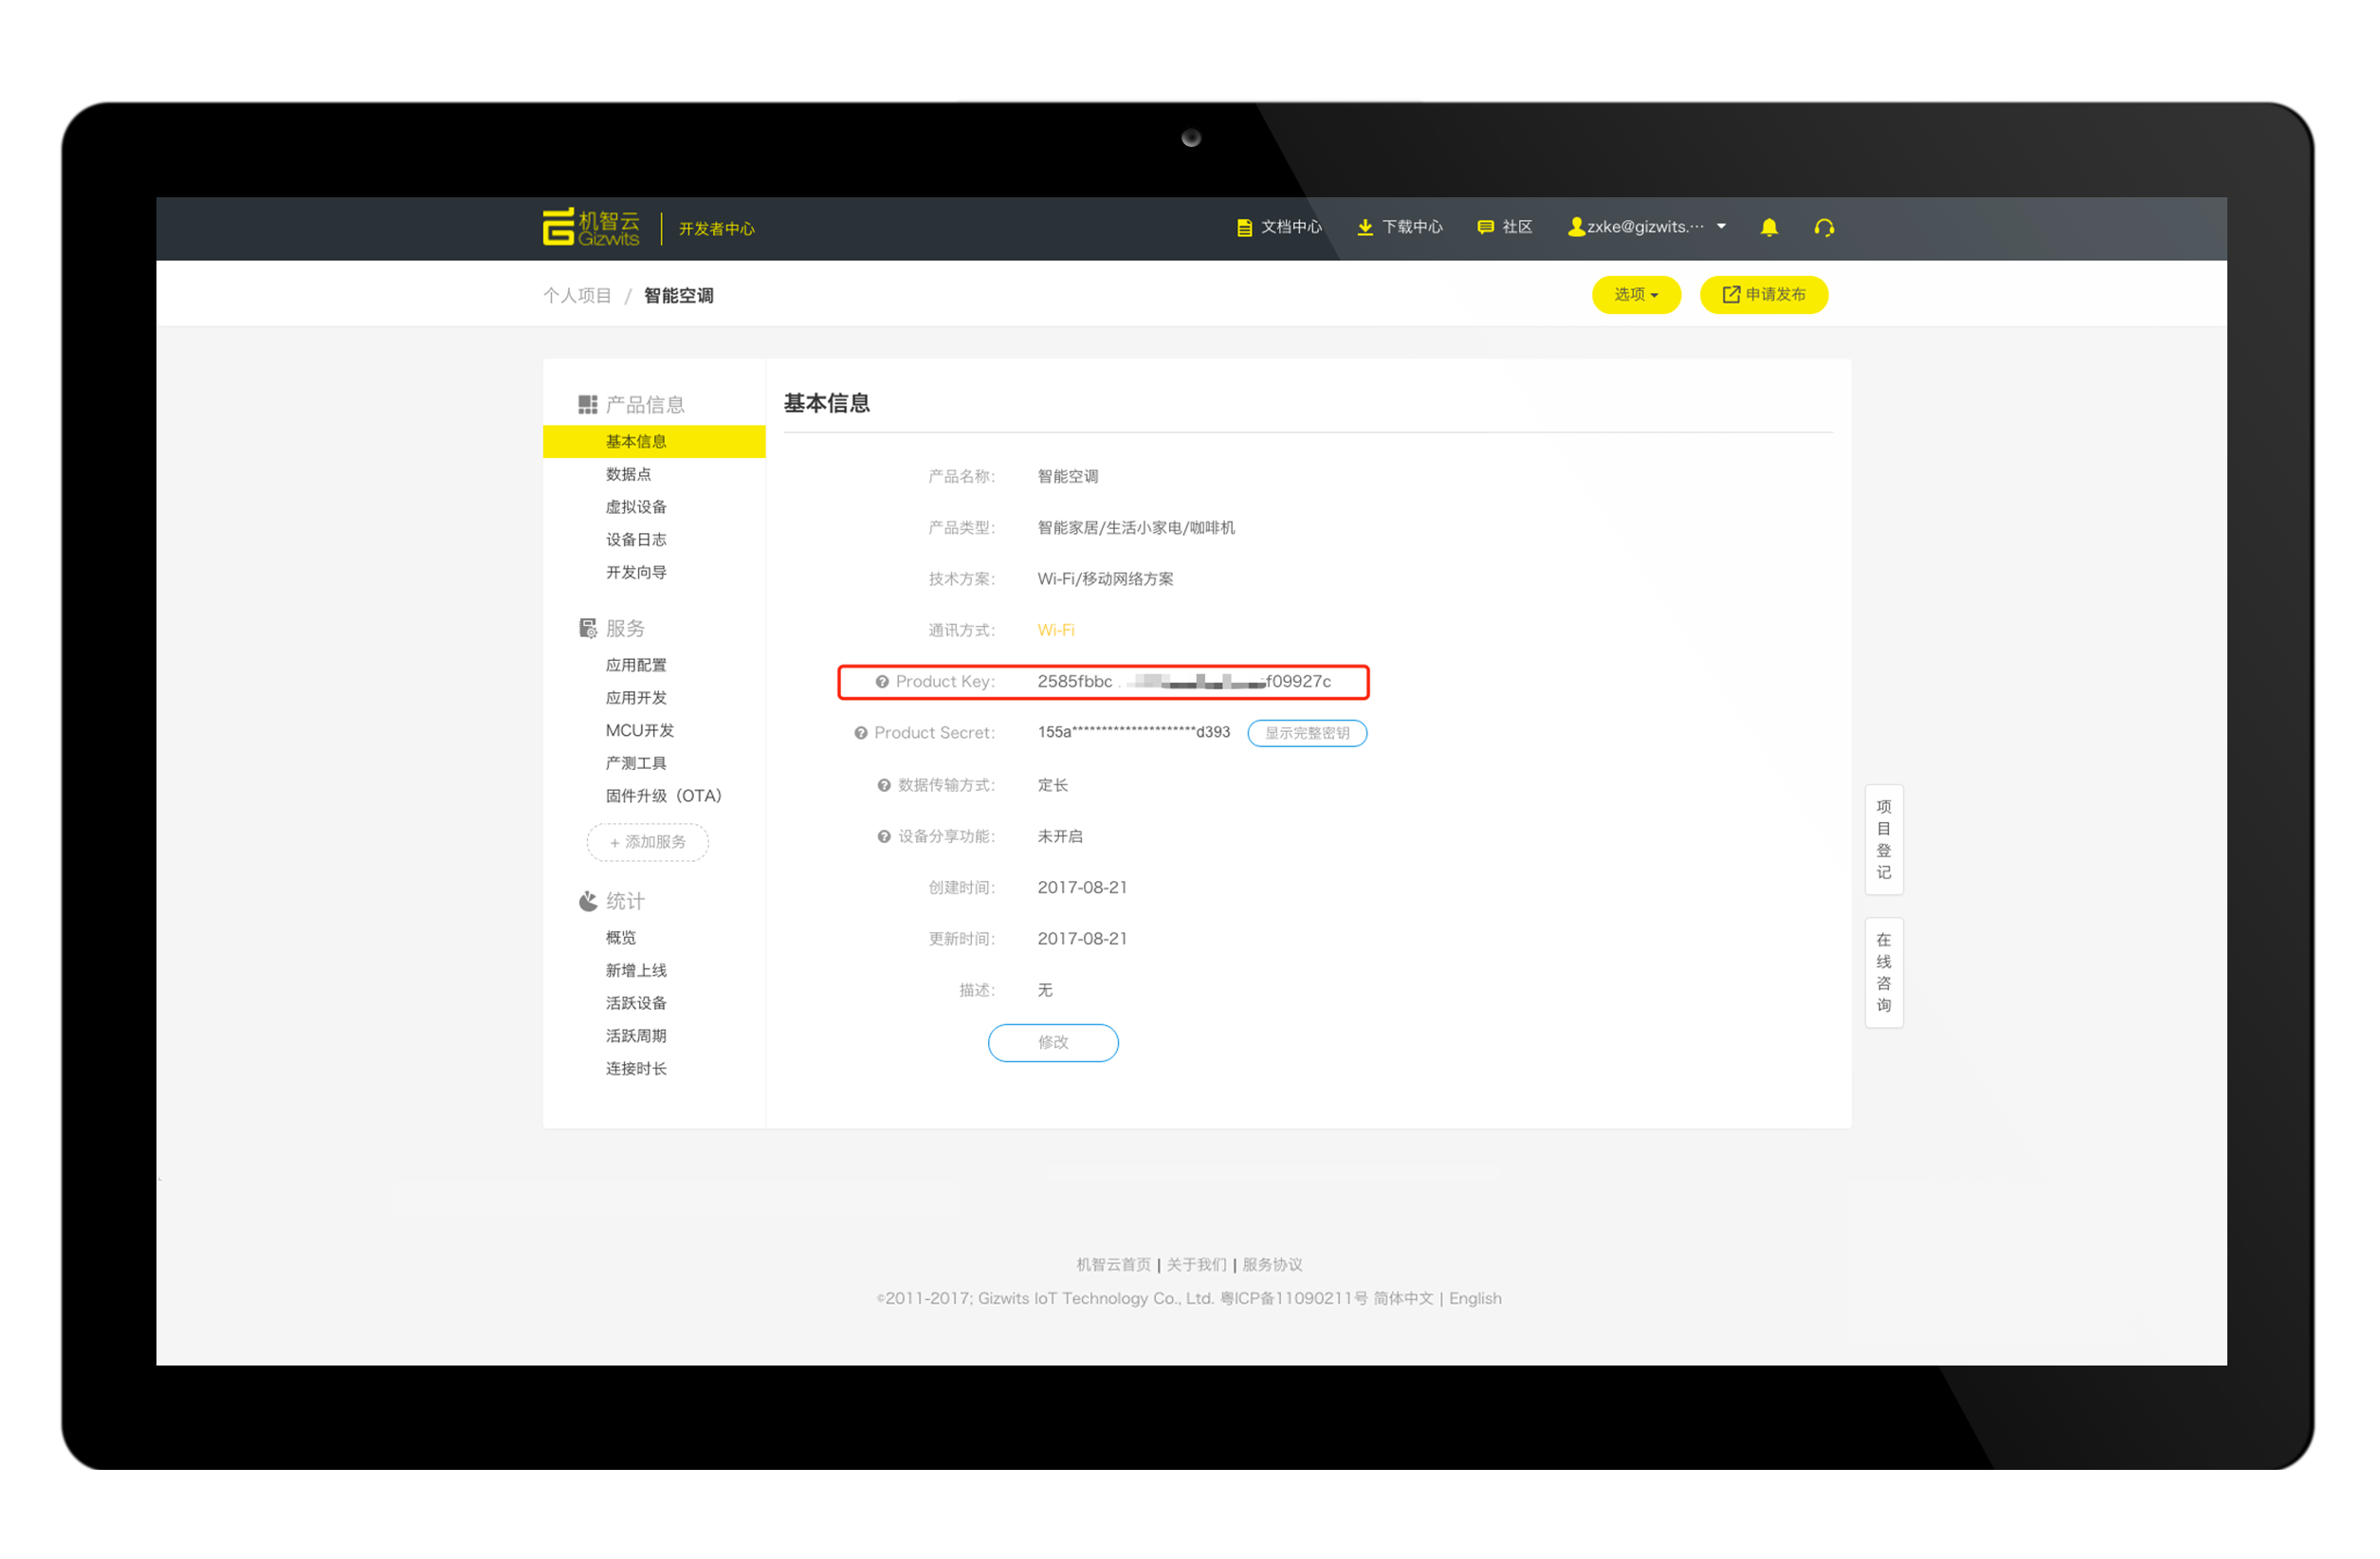 机智云
Gizwits
开发者中心
文档中心
下载中心
社区
zxke@gizwits.···
个人项目 / 智能空调
选项
申请发布
产品信息
基本信息
数据点
虚拟设备
设备日志
开发向导
服务
应用配置
应用开发
MCU开发
产测工具
固件升级（OTA）
+ 添加服务
统计
概览
新增上线
活跃设备
活跃周期
连接时长
基本信息
产品名称： 智能空调
产品类型： 智能家居/生活小家电/咖啡机
技术方案： Wi-Fi/移动网络方案
通讯方式： Wi-Fi
Product Key: 2585fbbc f09927c
Product Secret: 155a*********************d393 显示完整密钥
数据传输方式： 定长
设备分享功能： 未开启
创建时间： 2017-08-21
更新时间： 2017-08-21
描述： 无
修改
项目登记
在线咨询
机智云首页 | 关于我们 | 服务协议
©2011-2017; Gizwits IoT Technology Co., Ltd. 粤ICP备11090211号 简体中文 | English